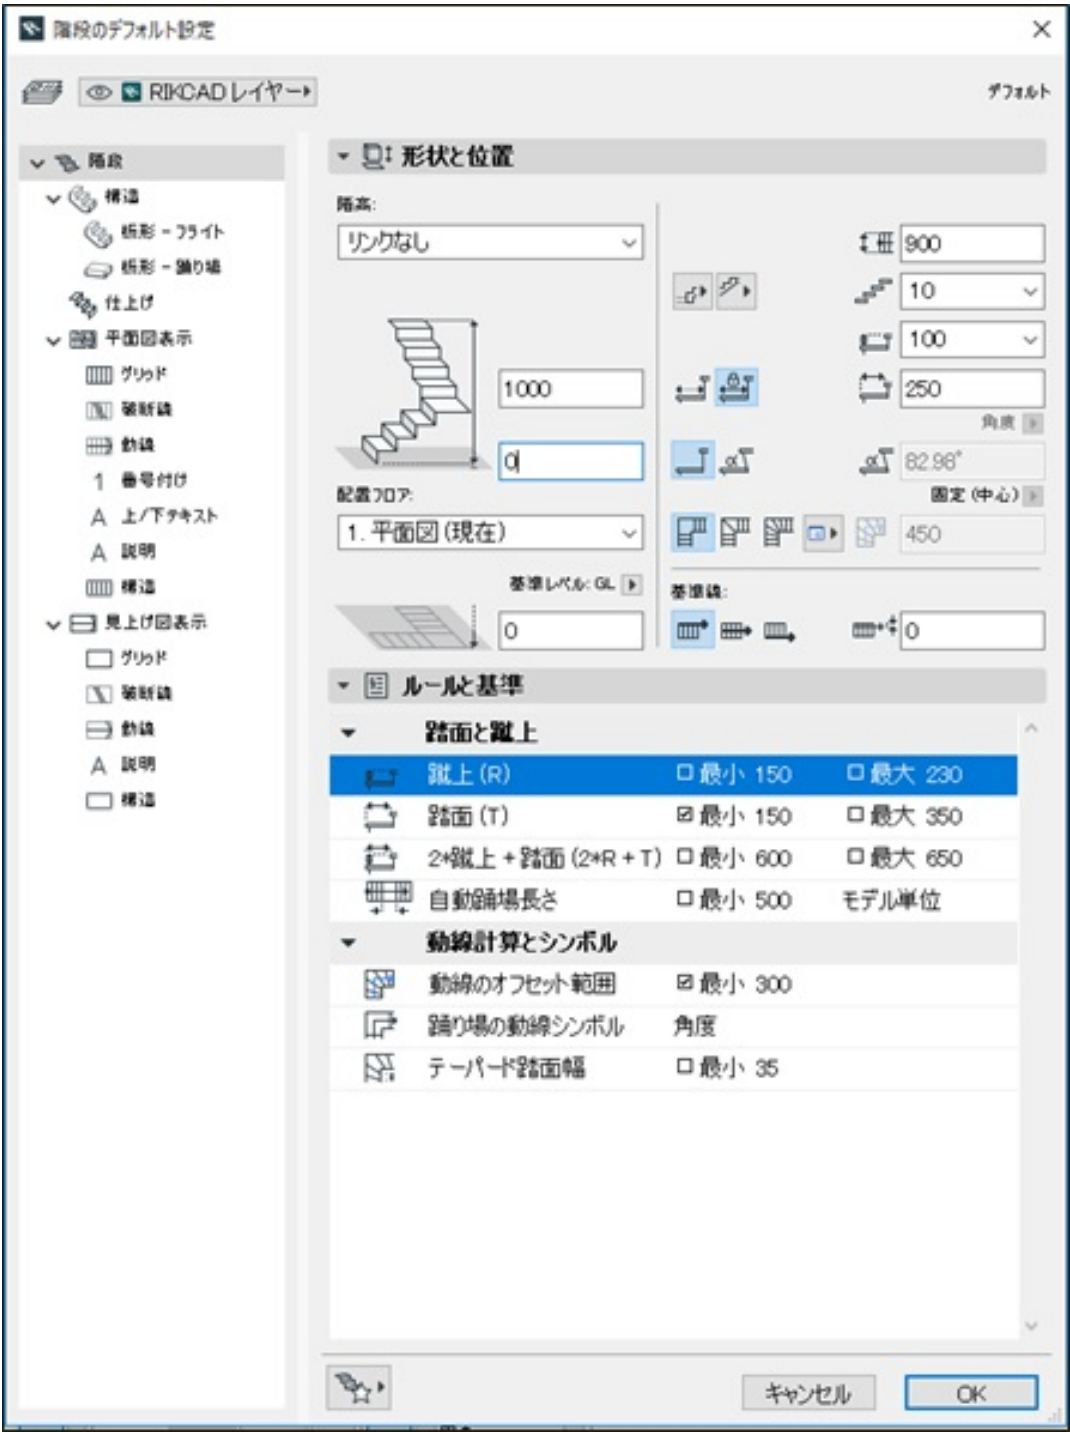 階段のデフォルト設定
RIKCADレイヤー
デフォルト
階段
構造
板形 - フライト
板形 - 踊り場
仕上げ
平面図表示
グリッド
破断線
動線
1 番号付け
A 上/下テキスト
A 説明
構造
見上げ図表示
グリッド
破断線
動線
A 説明
構造
形状と位置
階高:
リンクなし
1000
0
配置フロア:
1. 平面図 (現在)
基準レベル: GL
0
900
10
100
250
角度
α
α
82.98°
固定 (中心)
450
基準線:
0
ルールと基準
踏面と蹴上
蹴上 (R) 最小 150 最大 230
踏面 (T) 最小 150 最大 350
2*蹴上 + 踏面 (2*R + T) 最小 600 最大 650
自動踊場長さ 最小 500 モデル単位
動線計算とシンボル
動線のオフセット範囲 最小 300
踊り場の動線シンボル 角度
テーパード踏面幅 最小 35
キャンセル
OK